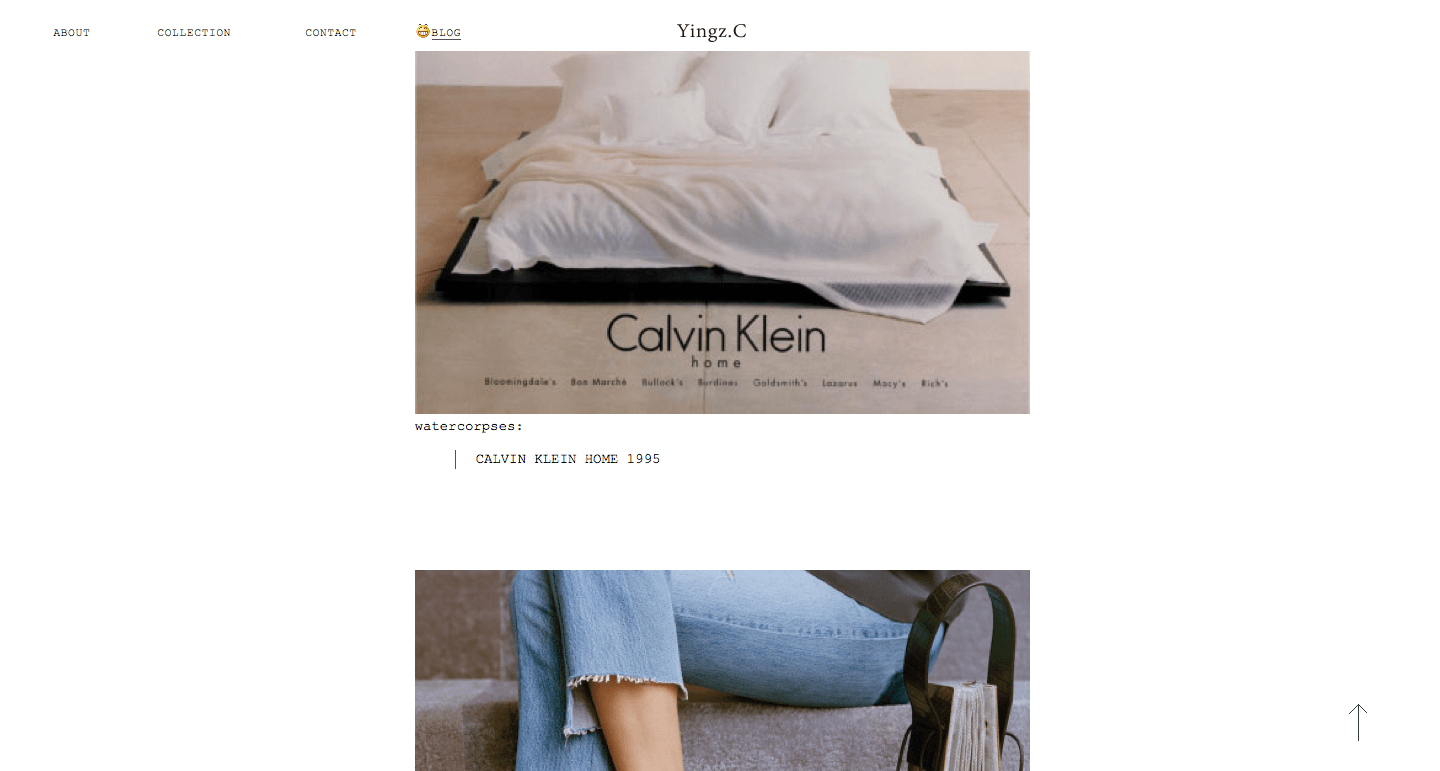 ABOUT COLLECTION CONTACT BLOG Yingz.C
Calvin Klein
home
Bloomingdale's Bon Marché Bullock's Burdines Goldsmith's Lazarus Macy's Rich's
watercorpses:
CALVIN KLEIN HOME 1995